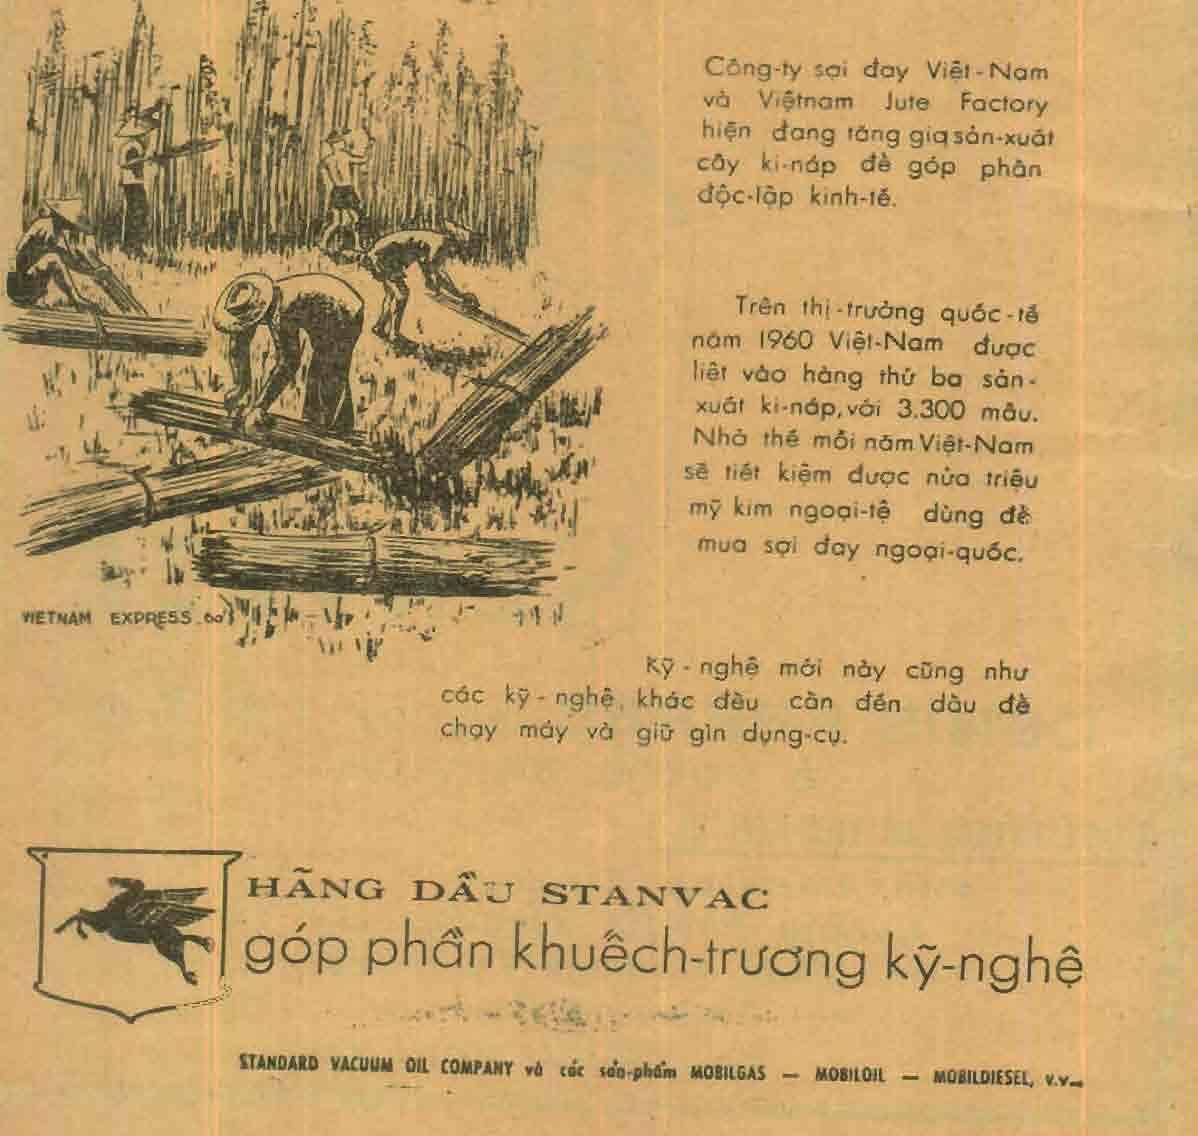 Công-ty sợi đay Việt-Nam
và Việtnam Jute Factory
hiện đang tăng gia sản-xuất
cây ki-náp để góp phần
độc-lập kinh-tế.
Trên thị-trường quốc-tế
năm 1960 Việt-Nam được
liệt vào hàng thứ ba sản-
xuất ki-náp, với 3.300 mẫu.
Nhờ thế mỗi năm Việt-Nam
sẽ tiết kiệm được nửa triệu
mỹ kim ngoại-tệ dùng để
mua sợi đay ngoại-quốc.
VIETNAM EXPRESS 60
Kỹ-nghệ mới này cũng như
các kỹ-nghệ khác đều cần đến dầu để
chạy máy và giữ gìn dụng-cụ.
HÃNG DẦU STANVAC
góp phần khuếch-trương kỹ-nghệ
STANDARD VACUUM OIL COMPANY và các sản-phẩm MOBILGAS — MOBILOIL — MOBILDIESEL, v.v...